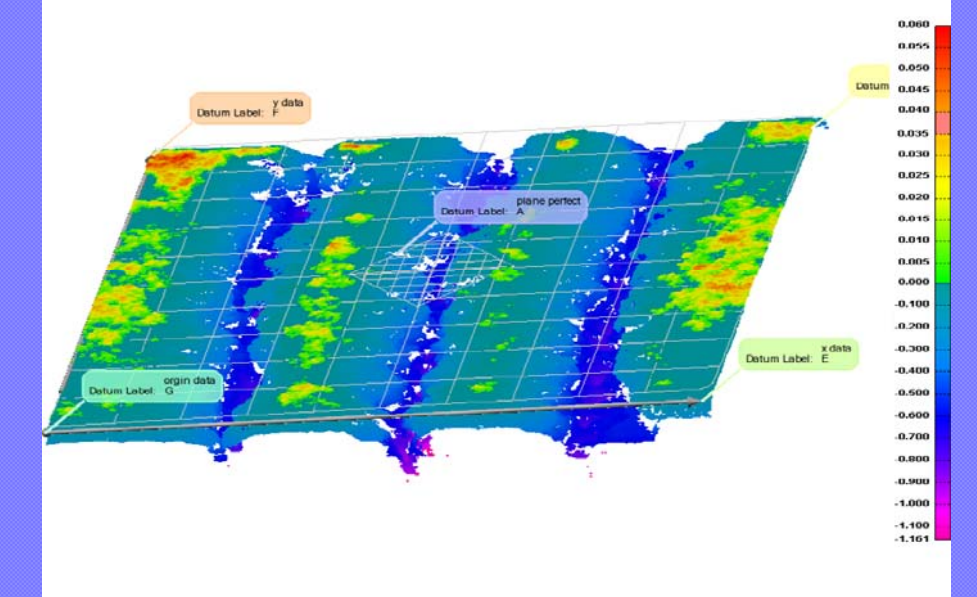 y data
Datum Label: F
Datum
plane perfect
Datum Label: A
x data
Datum Label: E
orgin data
Datum Label: G
0.060
0.055
0.050
0.045
0.040
0.035
0.030
0.025
0.020
0.015
0.010
0.005
0.000
-0.100
-0.200
-0.300
-0.400
-0.500
-0.600
-0.700
-0.800
-0.900
-1.000
-1.100
-1.161